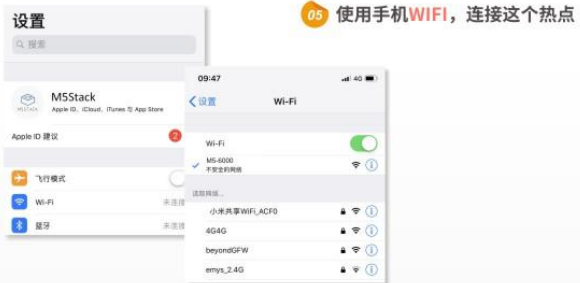 05 使用手机WIFI，连接这个热点
设置
搜索
M5Stack
Apple ID、iCloud、iTunes 与 App Store
Apple ID 建议 2
飞行模式
Wi-Fi 未连接
蓝牙
09:47 4G
设置 Wi-Fi
Wi-Fi
M5-6000
不安全的网络
选取网络...
小米共享WiFi_ACF0
4G4G
beyondGFW
emys_2.4G